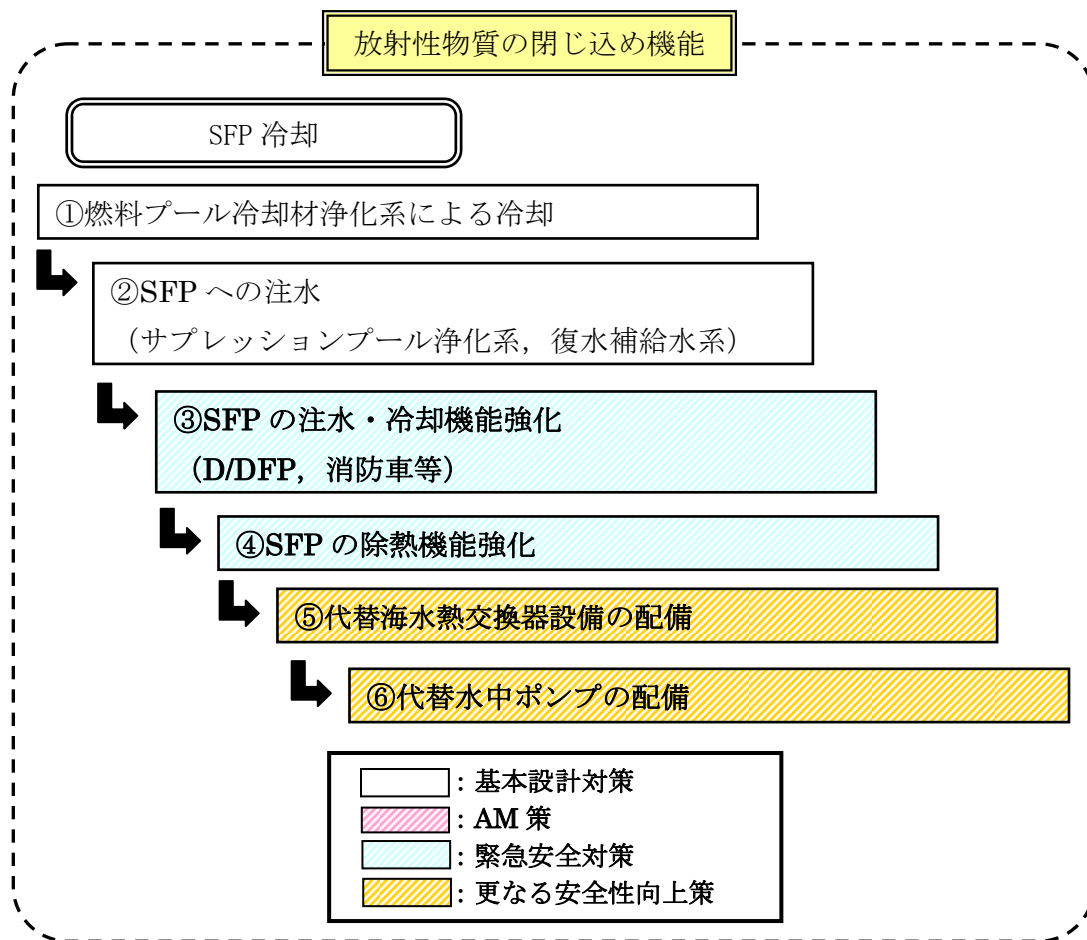 放射性物質の閉じ込め機能
SFP 冷却
①燃料プール冷却材浄化系による冷却
②SFP への注水
（サプレッションプール浄化系，復水補給水系）
③SFP の注水・冷却機能強化
（D/DFP，消防車等）
④SFP の除熱機能強化
⑤代替海水熱交換器設備の配備
⑥代替水中ポンプの配備
：基本設計対策
：AM 策
：緊急安全対策
：更なる安全性向上策